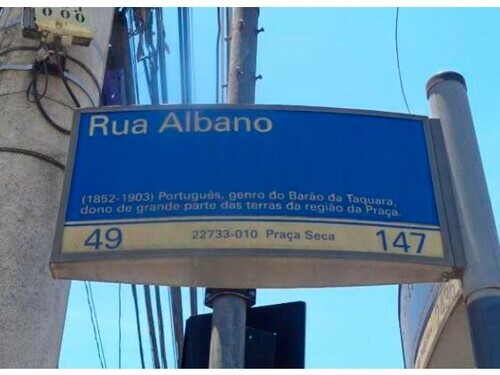 Rua Albano
(1852-1903) Português, genro do Barão da Taquara,
dono de grande parte das terras da região da Praça.
49 22733-010 Praça Seca 147